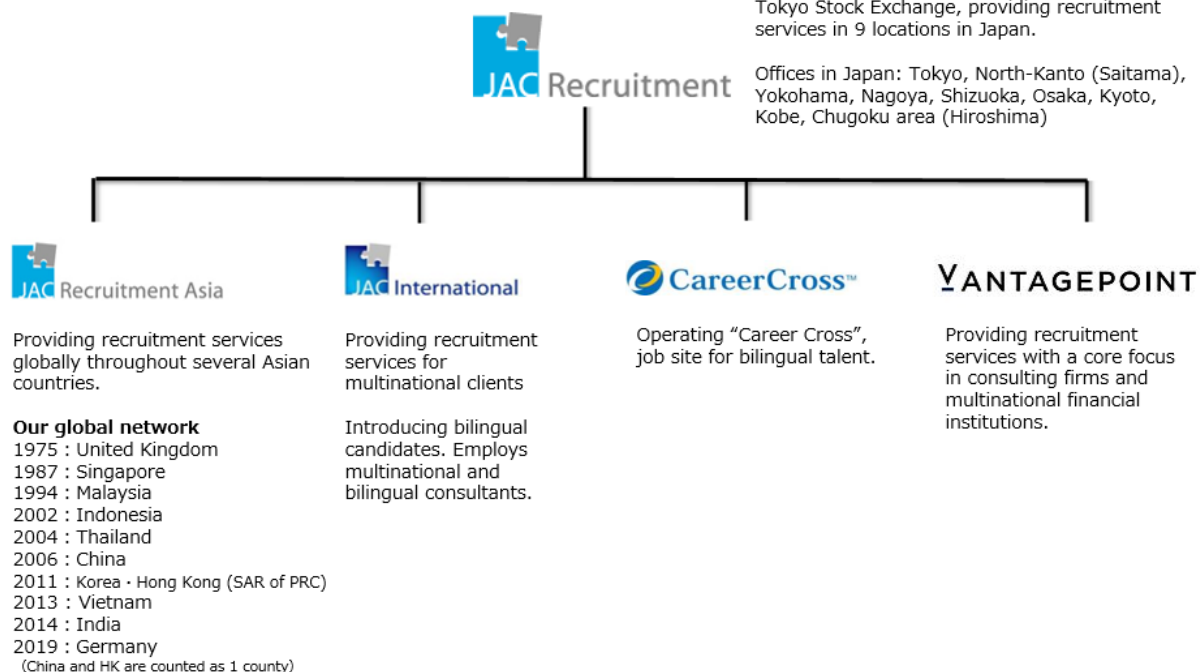 Tokyo Stock Exchange, providing recruitment
services in 9 locations in Japan.
JAC Recruitment
Offices in Japan: Tokyo, North-Kanto (Saitama),
Yokohama, Nagoya, Shizuoka, Osaka, Kyoto,
Kobe, Chugoku area (Hiroshima)
JAC Recruitment Asia
Providing recruitment services
globally throughout several Asian
countries.
Our global network
1975 : United Kingdom
1987 : Singapore
1994 : Malaysia
2002 : Indonesia
2004 : Thailand
2006 : China
2011 : Korea・Hong Kong (SAR of PRC)
2013 : Vietnam
2014 : India
2019 : Germany
(China and HK are counted as 1 county)
JAC International
Providing recruitment
services for
multinational clients
Introducing bilingual
candidates. Employs
multinational and
bilingual consultants.
CareerCross™
Operating “Career Cross”,
job site for bilingual talent.
VANTAGEPOINT
Providing recruitment
services with a core focus
in consulting firms and
multinational financial
institutions.